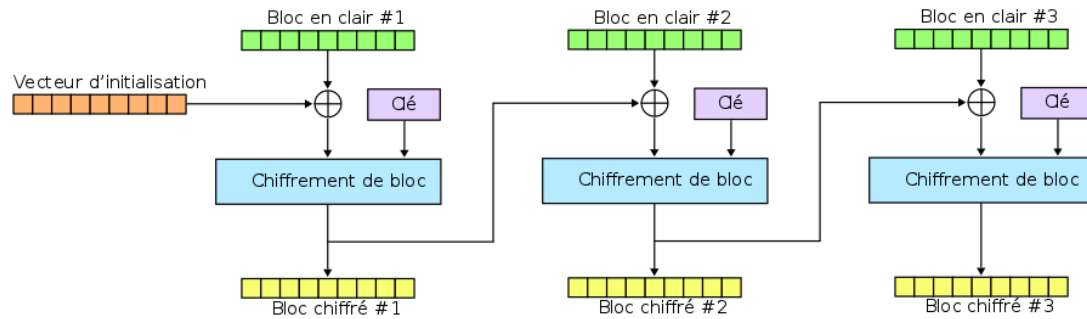 Bloc en clair #1
Bloc en clair #2
Bloc en clair #3
Vecteur d'initialisation
Clé
Clé
Clé
Chiffrement de bloc
Chiffrement de bloc
Chiffrement de bloc
Bloc chiffré #1
Bloc chiffré #2
Bloc chiffré #3